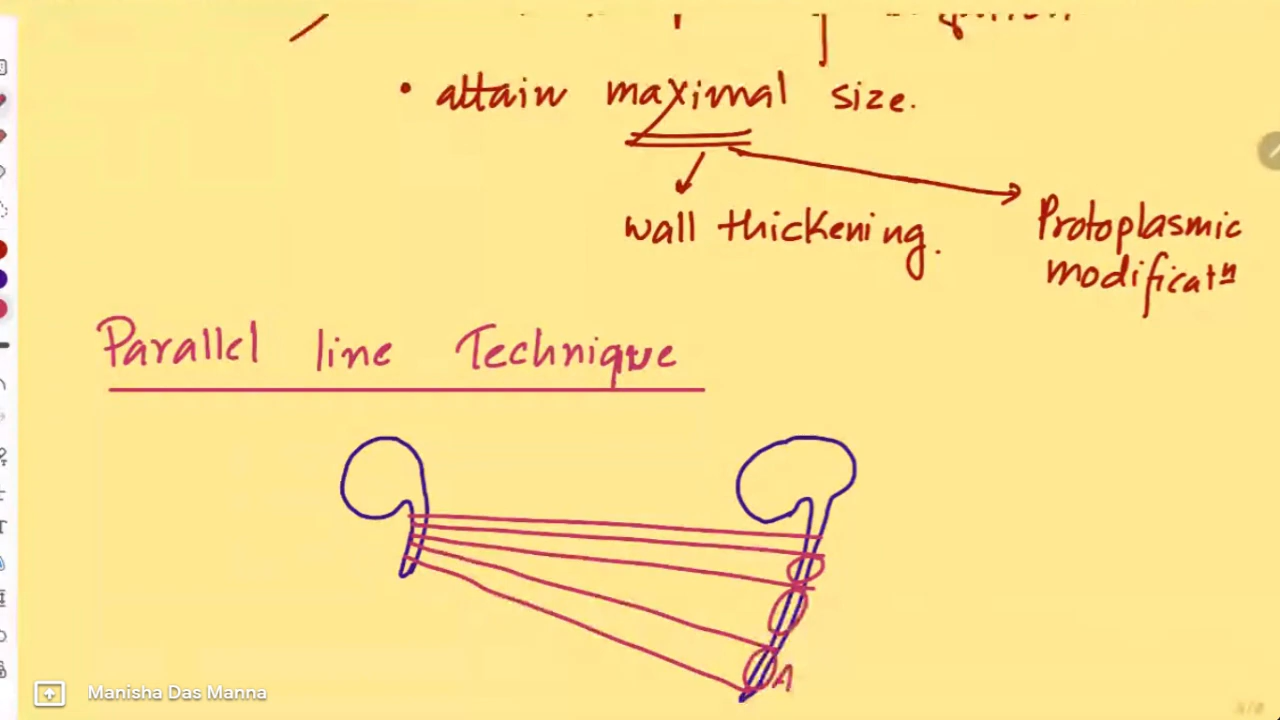 • attain maximal size.
wall thickening.
Protoplasmic
modificatⁿ
Parallel line Technique
A
Manisha Das Manna